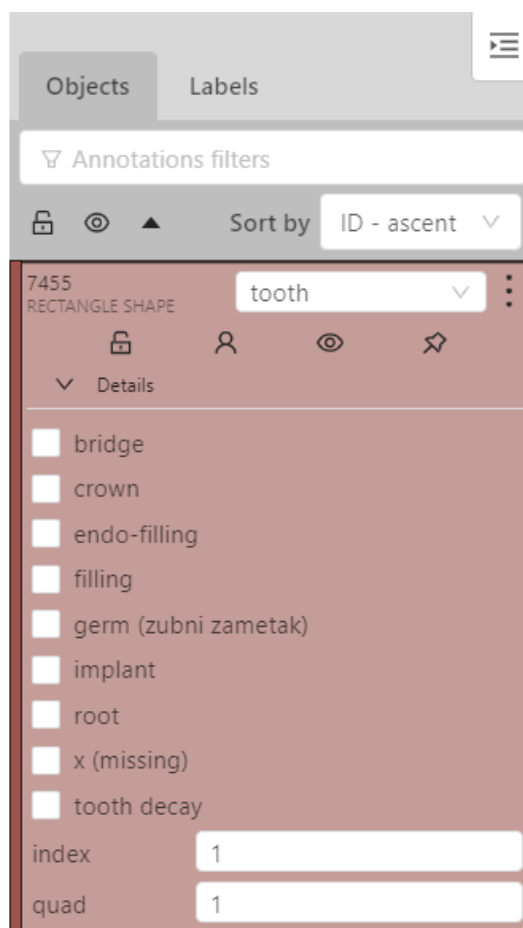 Objects Labels
Annotations filters
Sort by ID - ascent
7455 tooth
RECTANGLE SHAPE
Details
bridge
crown
endo-filling
filling
germ (zubni zametak)
implant
root
x (missing)
tooth decay
index 1
quad 1